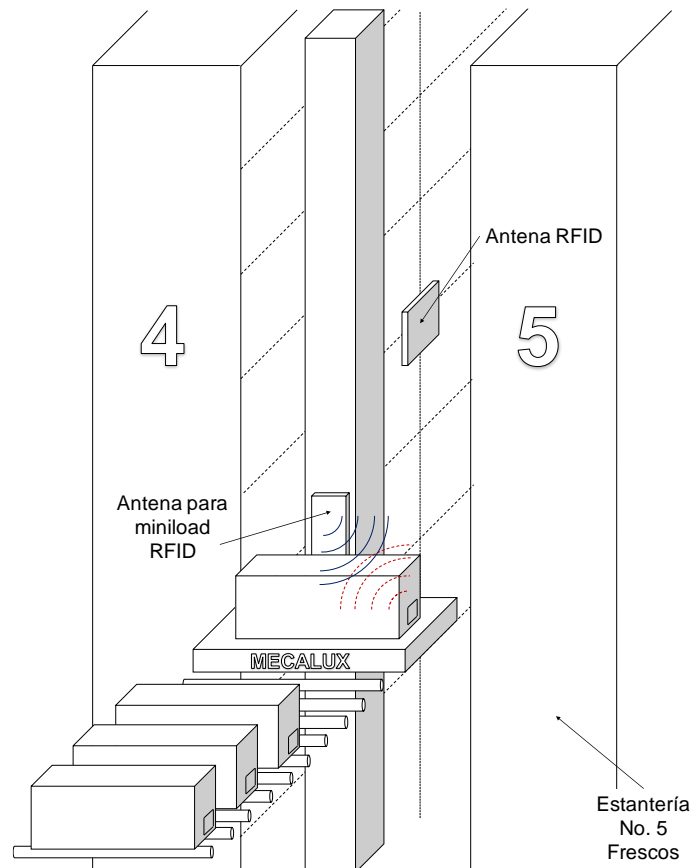 Antena RFID
4
5
Antena para
miniload
RFID
MECALUX
Estantería
No. 5
Frescos